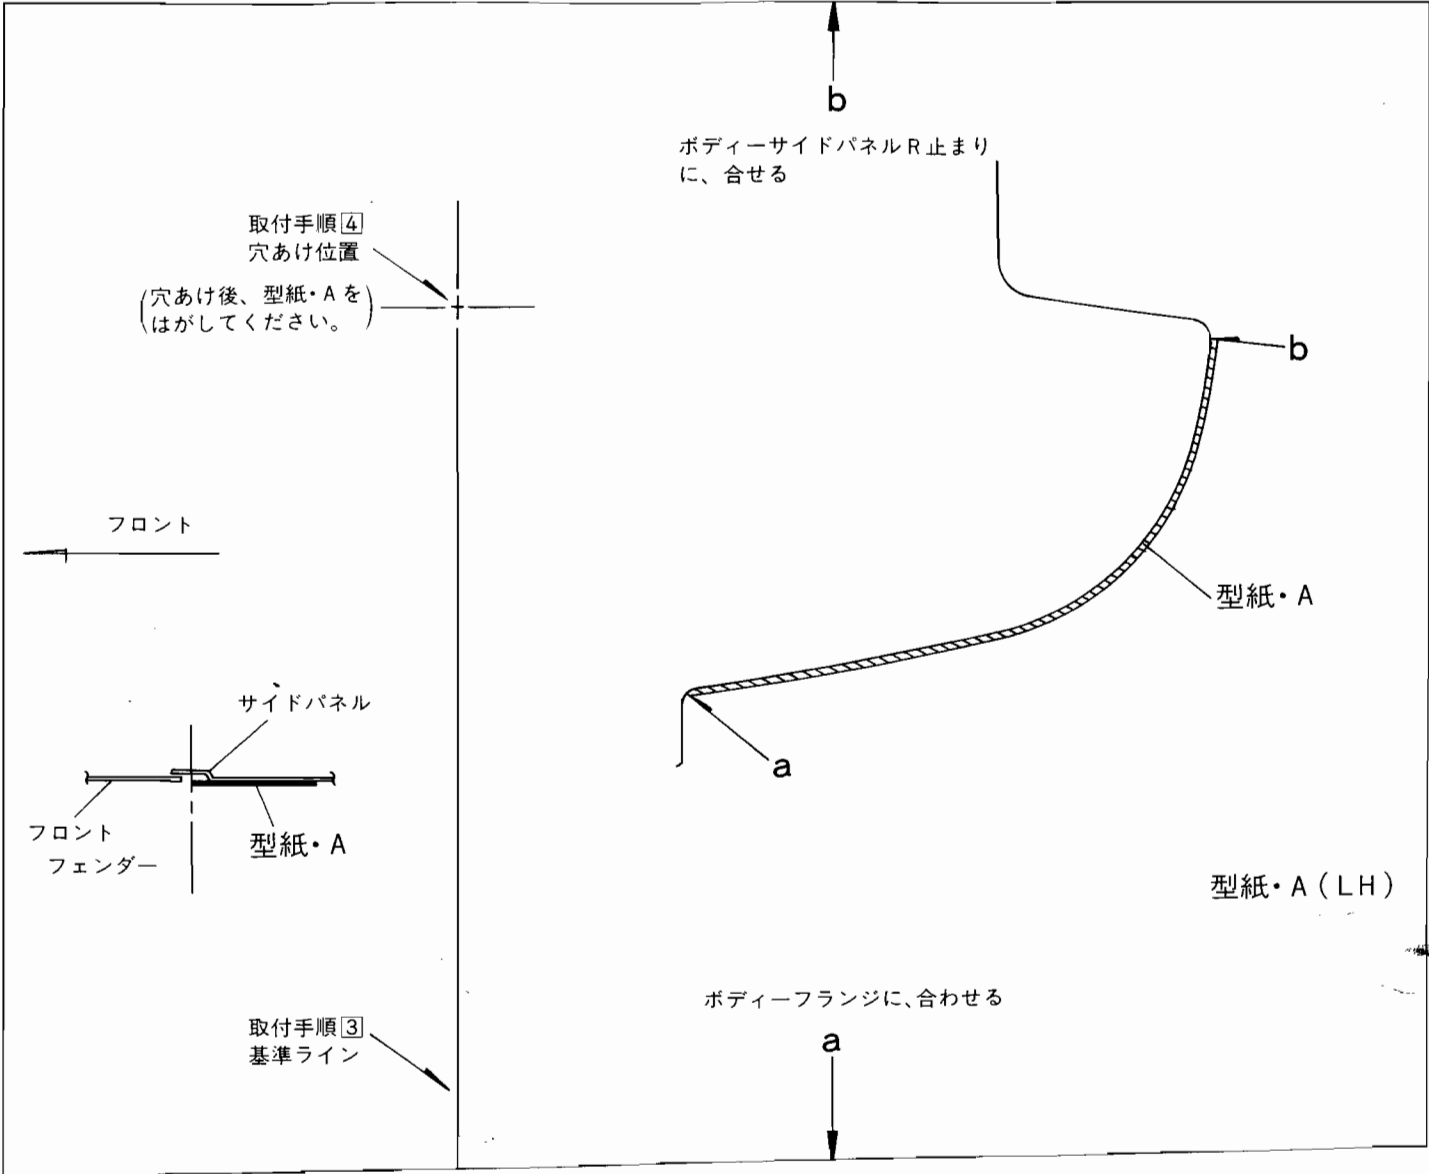 b
ボディーサイドパネルR止まり
に、合せる
取付手順4
穴あけ位置
(穴あけ後、型紙・Aを
はがしてください。)
b
フロント
型紙・A
サイドパネル
a
フロント
フェンダー
型紙・A
型紙・A(LH)
ボディーフランジに、合わせる
取付手順3
基準ライン
a